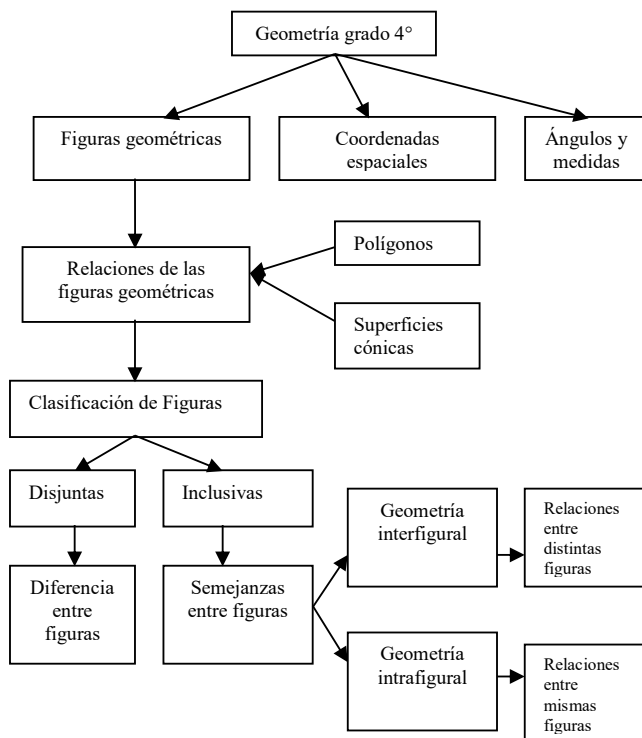 Geometría grado 4°
Figuras geométricas
Coordenadas
espaciales
Ángulos y
medidas
Relaciones de las
figuras geométricas
Polígonos
Superficies
cónicas
Clasificación de Figuras
Disjuntas
Inclusivas
Geometría
interfigural
Relaciones
entre
distintas
figuras
Diferencia
entre
figuras
Semejanzas
entre figuras
Geometría
intrafigural
Relaciones
entre
mismas
figuras